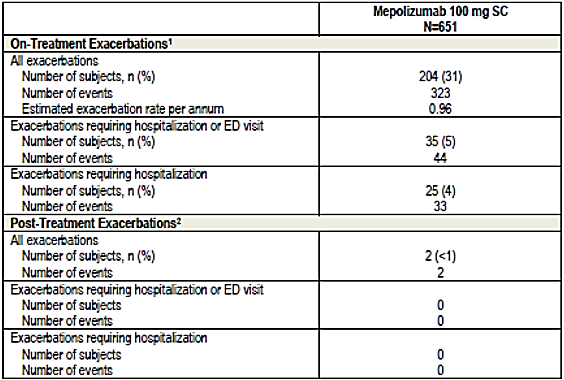 Mepolizumab 100 mg SC
N=651
On-Treatment Exacerbations¹
All exacerbations
Number of subjects, n (%) 204 (31)
Number of events 323
Estimated exacerbation rate per annum 0.96
Exacerbations requiring hospitalization or ED visit
Number of subjects, n (%) 35 (5)
Number of events 44
Exacerbations requiring hospitalization
Number of subjects, n (%) 25 (4)
Number of events 33
Post-Treatment Exacerbations²
All exacerbations
Number of subjects, n (%) 2 (<1)
Number of events 2
Exacerbations requiring hospitalization or ED visit
Number of subjects 0
Number of events 0
Exacerbations requiring hospitalization
Number of subjects 0
Number of events 0